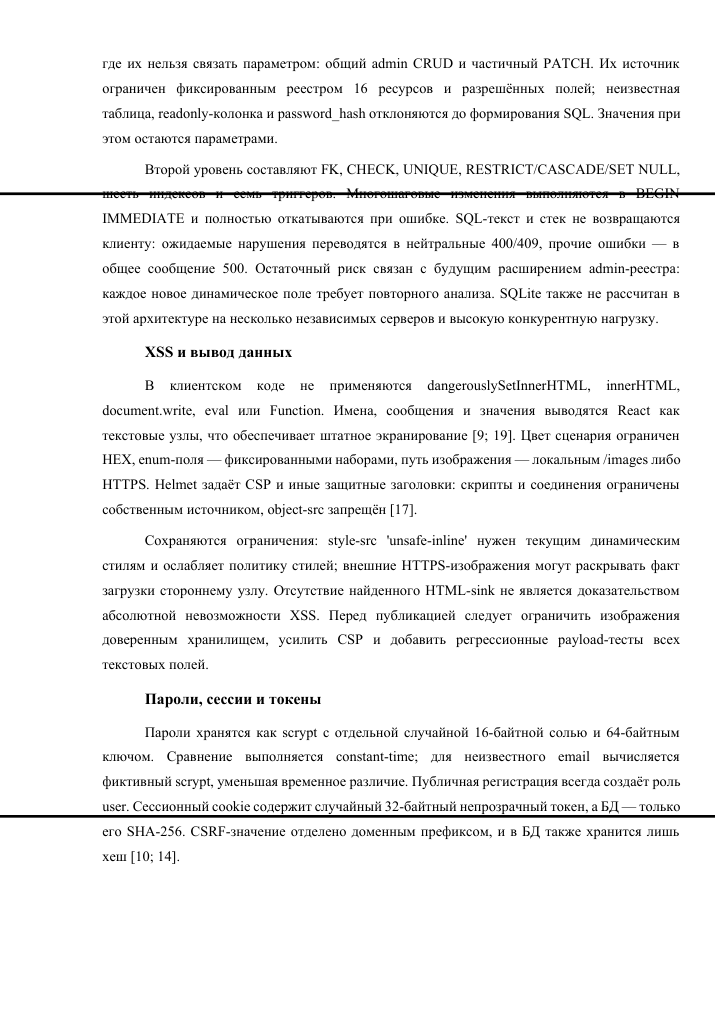 где их нельзя связать параметром: общий admin CRUD и частичный PATCH. Их источник
ограничен фиксированным реестром 16 ресурсов и разрешённых полей; неизвестная
таблица, readonly-колонка и password_hash отклоняются до формирования SQL. Значения при
этом остаются параметрами.
Второй уровень составляют FK, CHECK, UNIQUE, RESTRICT/CASCADE/SET NULL,
шесть индексов и семь триггеров. Многошаговые изменения выполняются в BEGIN
IMMEDIATE и полностью откатываются при ошибке. SQL-текст и стек не возвращаются
клиенту: ожидаемые нарушения переводятся в нейтральные 400/409, прочие ошибки — в
общее сообщение 500. Остаточный риск связан с будущим расширением admin-реестра:
каждое новое динамическое поле требует повторного анализа. SQLite также не рассчитан в
этой архитектуре на несколько независимых серверов и высокую конкурентную нагрузку.
XSS и вывод данных
В клиентском коде не применяются dangerouslySetInnerHTML, innerHTML,
document.write, eval или Function. Имена, сообщения и значения выводятся React как
текстовые узлы, что обеспечивает штатное экранирование [9; 19]. Цвет сценария ограничен
HEX, enum-поля — фиксированными наборами, путь изображения — локальным /images либо
HTTPS. Helmet задаёт CSP и иные защитные заголовки: скрипты и соединения ограничены
собственным источником, object-src запрещён [17].
Сохраняются ограничения: style-src 'unsafe-inline' нужен текущим динамическим
стилям и ослабляет политику стилей; внешние HTTPS-изображения могут раскрывать факт
загрузки стороннему узлу. Отсутствие найденного HTML-sink не является доказательством
абсолютной невозможности XSS. Перед публикацией следует ограничить изображения
доверенным хранилищем, усилить CSP и добавить регрессионные payload-тесты всех
текстовых полей.
Пароли, сессии и токены
Пароли хранятся как scrypt с отдельной случайной 16-байтной солью и 64-байтным
ключом. Сравнение выполняется constant-time; для неизвестного email вычисляется
фиктивный scrypt, уменьшая временное различие. Публичная регистрация всегда создаёт роль
user. Сессионный cookie содержит случайный 32-байтный непрозрачный токен, а БД — только
его SHA-256. CSRF-значение отделено доменным префиксом, и в БД также хранится лишь
хеш [10; 14].